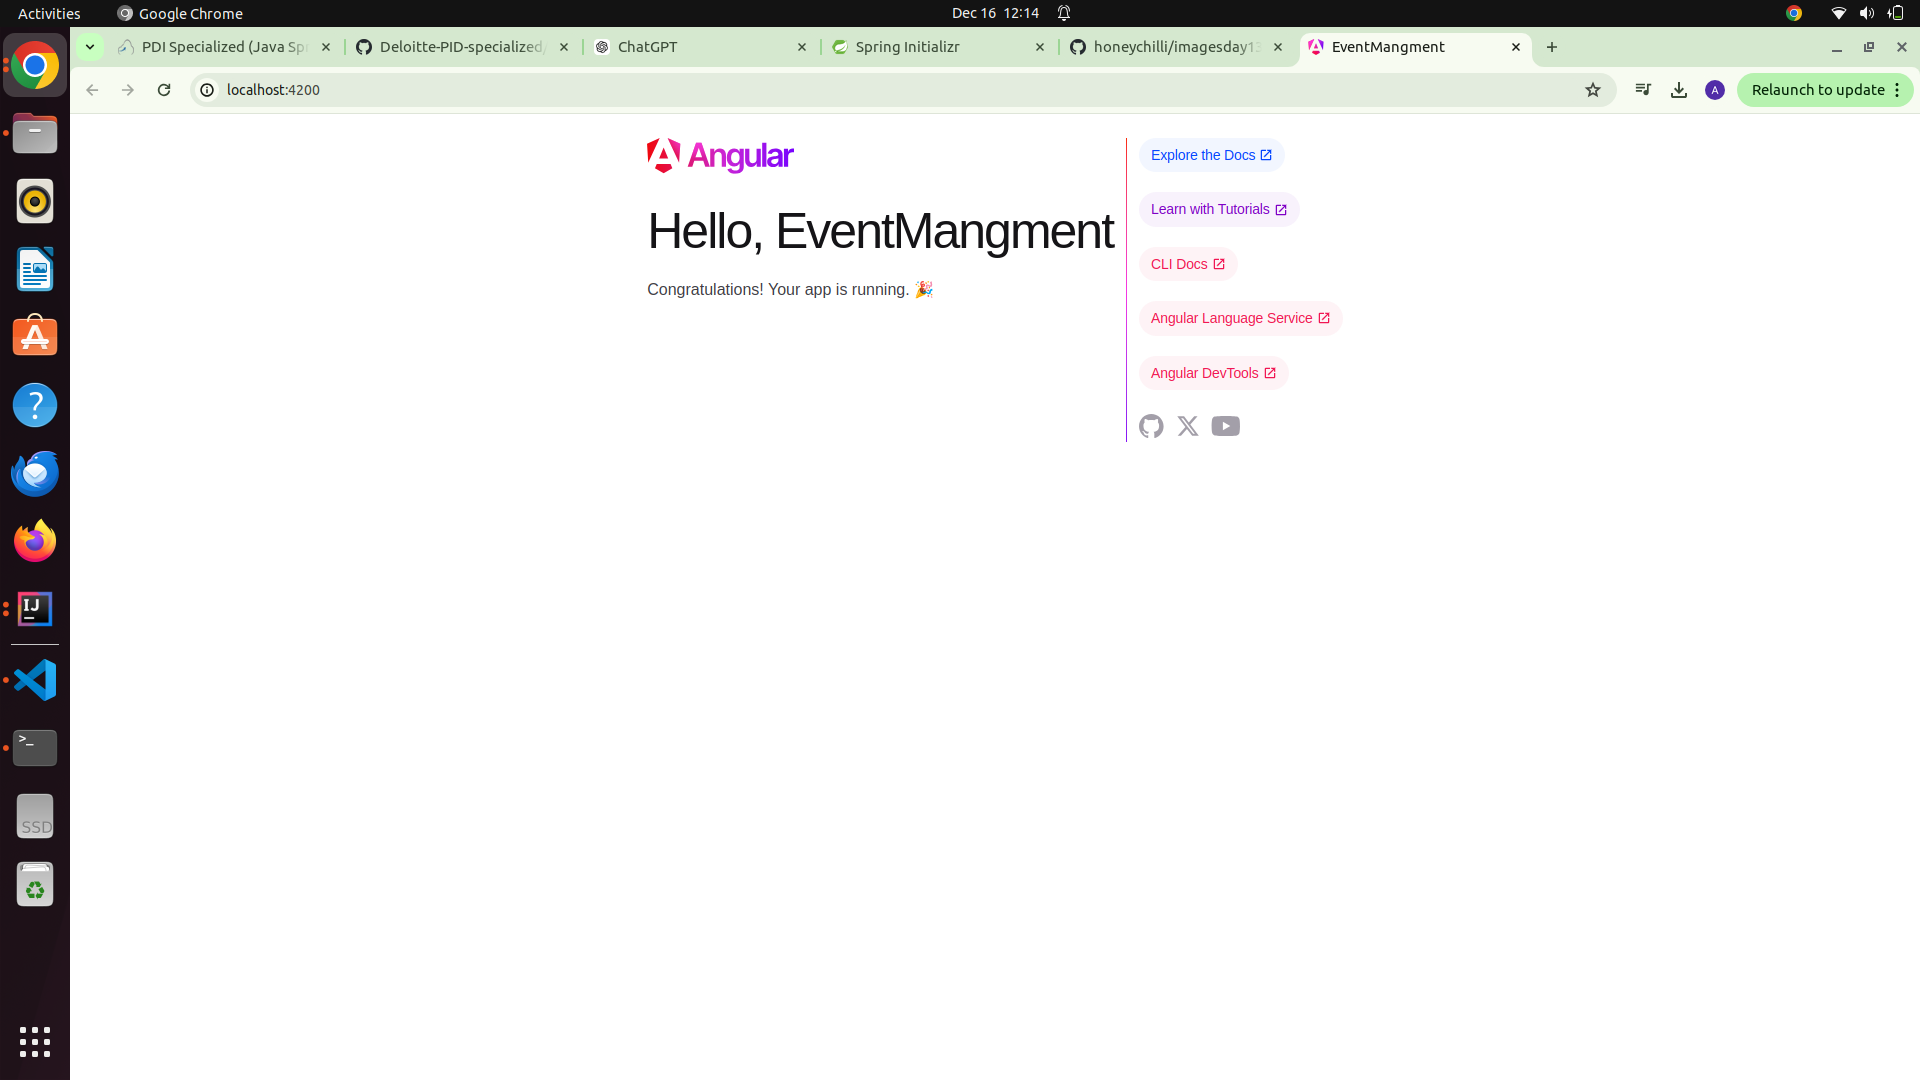 Activities
Google Chrome
Dec 16 12:14
PDI Specialized (Java Sp
Deloitte-PID-specialized/
ChatGPT
Spring Initializr
honeychilli/imagesday13
EventMangment
localhost:4200
A
Relaunch to update
Angular
Hello, EventMangment
Congratulations! Your app is running. 🎉
Explore the Docs
Learn with Tutorials
CLI Docs
Angular Language Service
Angular DevTools
IJ
>_
SSD